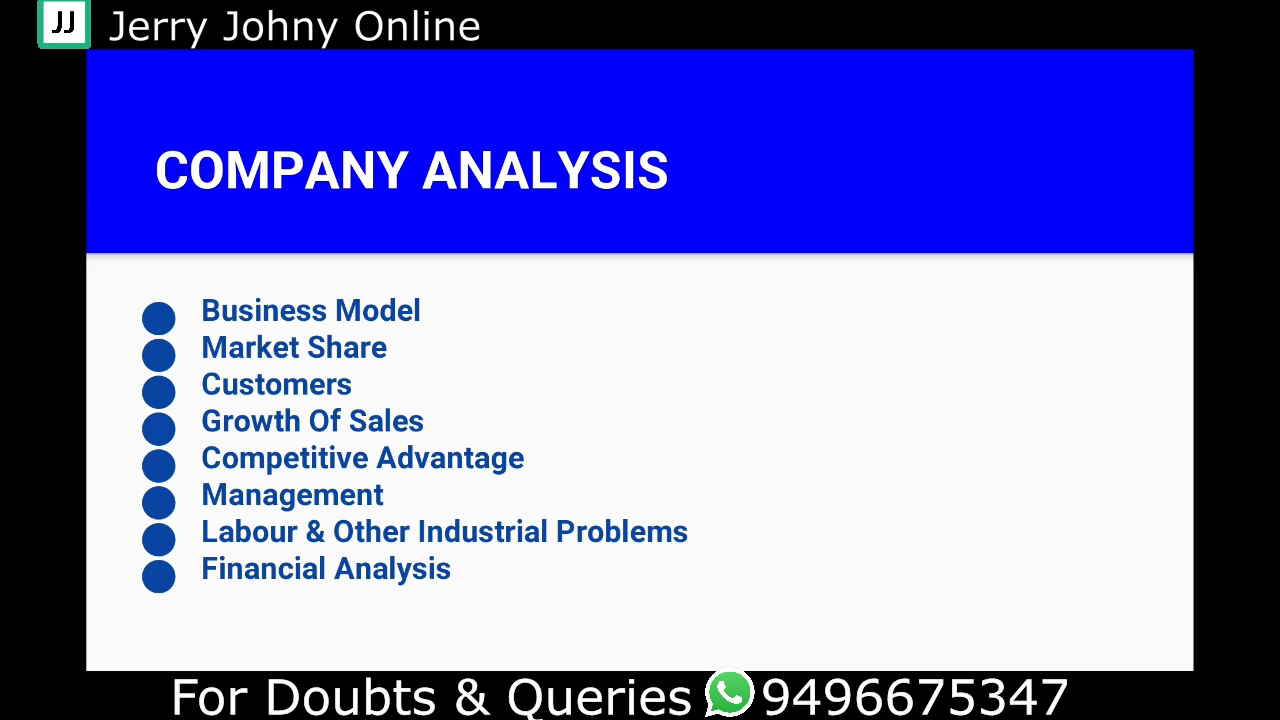 JJ Jerry Johny Online
COMPANY ANALYSIS
Business Model
Market Share
Customers
Growth Of Sales
Competitive Advantage
Management
Labour & Other Industrial Problems
Financial Analysis
For Doubts & Queries 9496675347